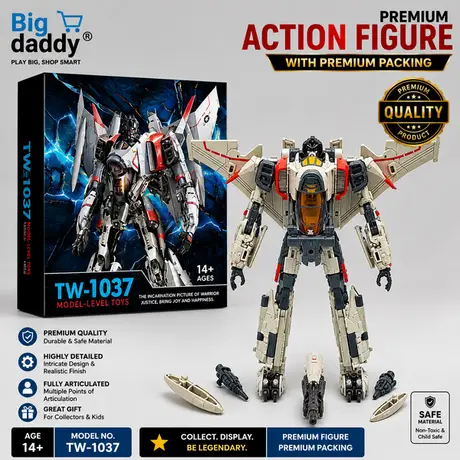 Big
daddy®
PLAY BIG, SHOP SMART
PREMIUM
ACTION FIGURE
WITH PREMIUM PACKING
PREMIUM
QUALITY
PRODUCT
TW-1037
MODEL-LEVEL TOYS
TW-1037
MODEL-LEVEL TOYS
14+
AGES
THE INCARNATION PICTURE OF WARRIOR
JUSTICE, BRING JOY AND HAPPINESS.
PREMIUM QUALITY
Durable & Safe Material
HIGHLY DETAILED
Intricate Design &
Realistic Finish
FULLY ARTICULATED
Multiple Points of
Articulation
GREAT GIFT
For Collectors & Kids
SAFE
MATERIAL
Non-Toxic &
Child Safe
AGE
14+
MODEL NO.
TW-1037
COLLECT. DISPLAY.
BE LEGENDARY.
PREMIUM FIGURE
PREMIUM PACKING